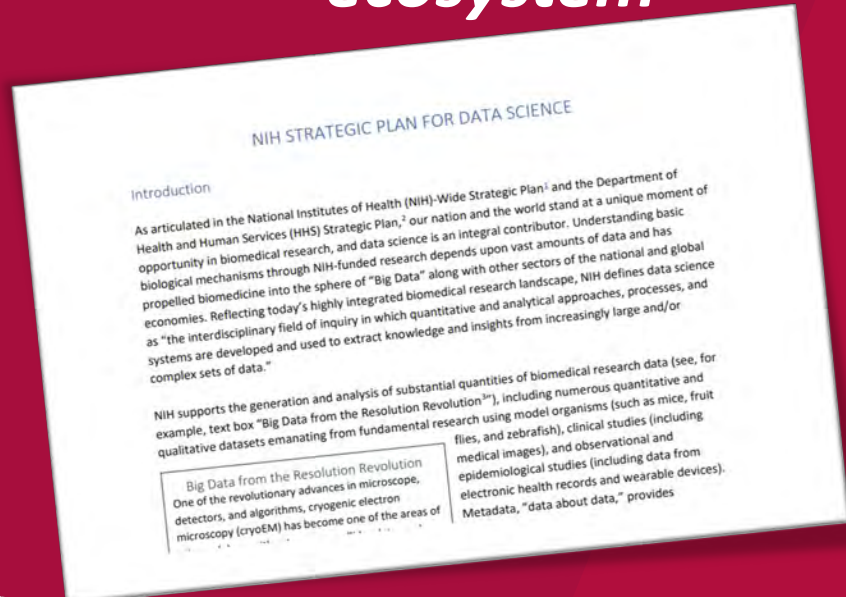 ecosystem
NIH STRATEGIC PLAN FOR DATA SCIENCE
Introduction
As articulated in the National Institutes of Health (NIH)-Wide Strategic Plan¹ and the Department of
Health and Human Services (HHS) Strategic Plan,² our nation and the world stand at a unique moment of
opportunity in biomedical research, and data science is an integral contributor. Understanding basic
biological mechanisms through NIH-funded research depends upon vast amounts of data and has
propelled biomedicine into the sphere of "Big Data" along with other sectors of the national and global
economies. Reflecting today's highly integrated biomedical research landscape, NIH defines data science
as "the interdisciplinary field of inquiry in which quantitative and analytical approaches, processes, and
systems are developed and used to extract knowledge and insights from increasingly large and/or
complex sets of data."
NIH supports the generation and analysis of substantial quantities of biomedical research data (see, for
example, text box "Big Data from the Resolution Revolution³"), including numerous quantitative and
qualitative datasets emanating from fundamental research using model organisms (such as mice, fruit
flies, and zebrafish), clinical studies (including
medical images), and observational and
epidemiological studies (including data from
electronic health records and wearable devices).
Metadata, "data about data," provides
Big Data from the Resolution Revolution
One of the revolutionary advances in microscope,
detectors, and algorithms, cryogenic electron
microscopy (cryoEM) has become one of the areas of